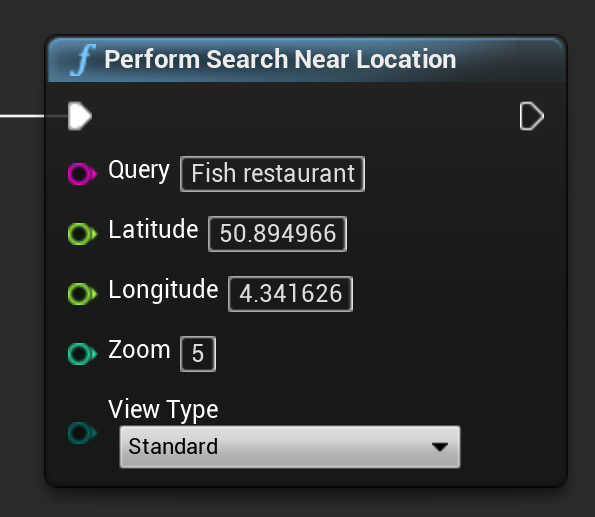 f Perform Search Near Location
Query Fish restaurant
Latitude 50.894966
Longitude 4.341626
Zoom 5
View Type
Standard